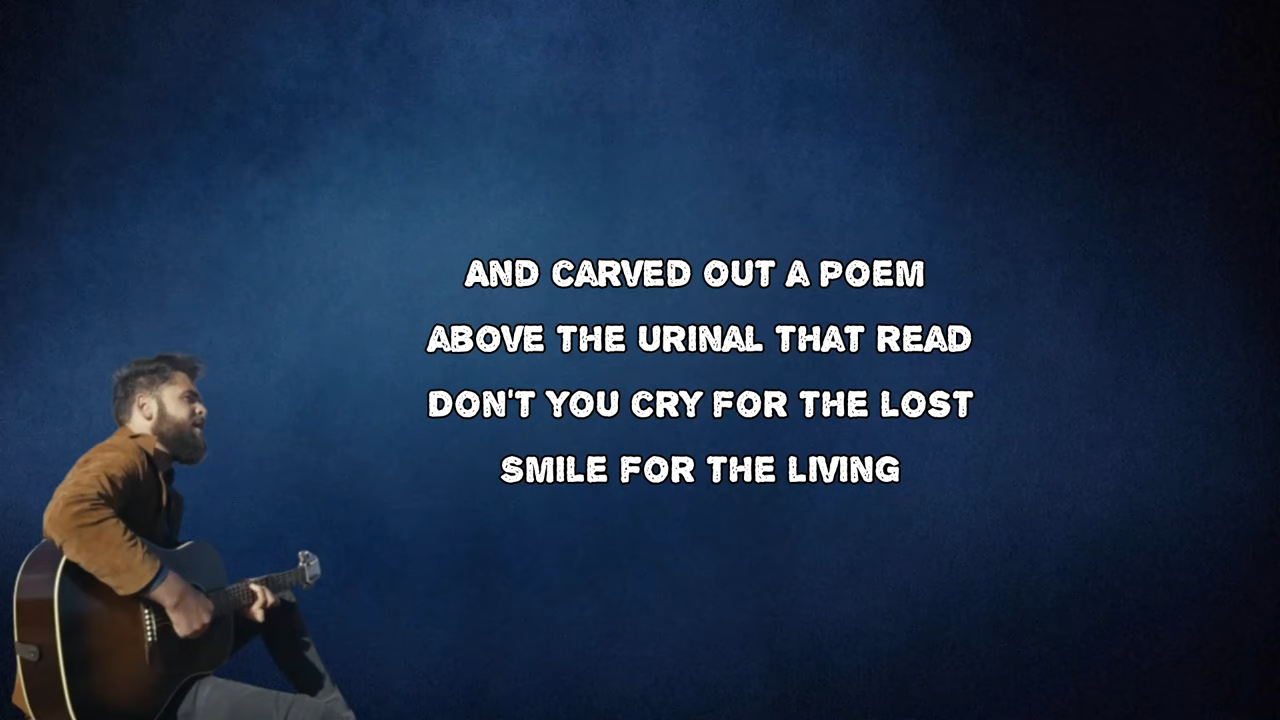 AND CARVED OUT A POEM
ABOVE THE URINAL THAT READ
DON'T YOU CRY FOR THE LOST
SMILE FOR THE LIVING